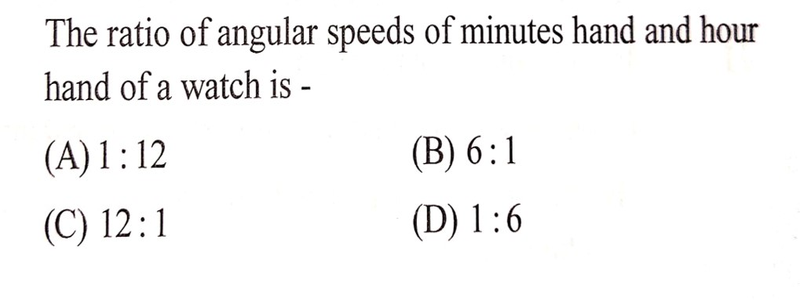 The ratio of angular speeds of minutes hand and hour
hand of a watch is -
(A) 1 : 12 (B) 6 : 1
(C) 12 : 1 (D) 1 : 6